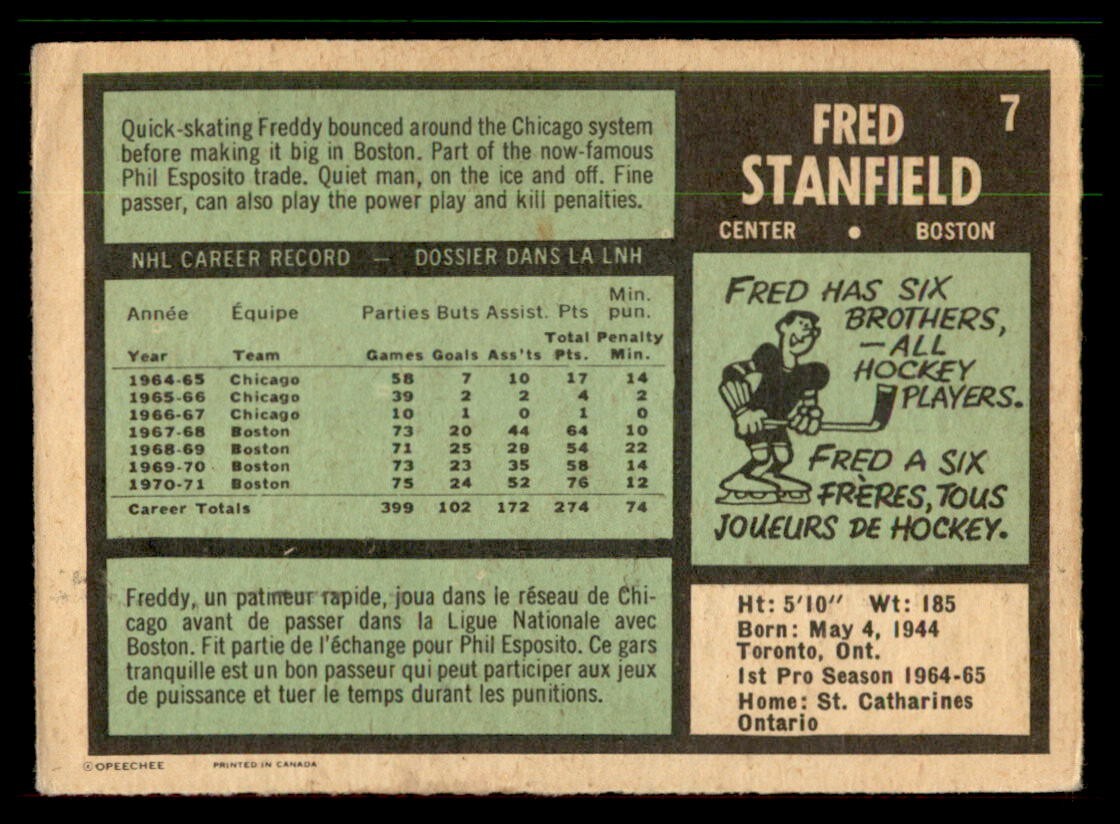 Quick-skating Freddy bounced around the Chicago system
before making it big in Boston. Part of the now-famous
Phil Esposito trade. Quiet man, on the ice and off. Fine
passer, can also play the power play and kill penalties.
7
FRED
STANFIELD
CENTER • BOSTON
NHL CAREER RECORD — DOSSIER DANS LA LNH
Année Équipe Parties Buts Assist. Pts Min. pun.
Year Team Games Goals Ass'ts Total Pts. Penalty Min.
1964-65 Chicago 58 7 10 17 14
1965-66 Chicago 39 2 2 4 2
1966-67 Chicago 10 1 0 1 0
1967-68 Boston 73 20 44 64 10
1968-69 Boston 71 25 29 54 22
1969-70 Boston 73 23 35 58 14
1970-71 Boston 75 24 52 76 12
Career Totals 399 102 172 274 74
FRED HAS SIX
BROTHERS,
—ALL
HOCKEY
PLAYERS.
FRED A SIX
FRÈRES, TOUS
JOUEURS DE HOCKEY.
Freddy, un patineur rapide, joua dans le réseau de Chi-
cago avant de passer dans la Ligue Nationale avec
Boston. Fit partie de l'échange pour Phil Esposito. Ce gars
tranquille est un bon passeur qui peut participer aux jeux
de puissance et tuer le temps durant les punitions.
Ht: 5'10" Wt: 185
Born: May 4, 1944
Toronto, Ont.
1st Pro Season 1964-65
Home: St. Catharines
Ontario
©OPEECHEE PRINTED IN CANADA